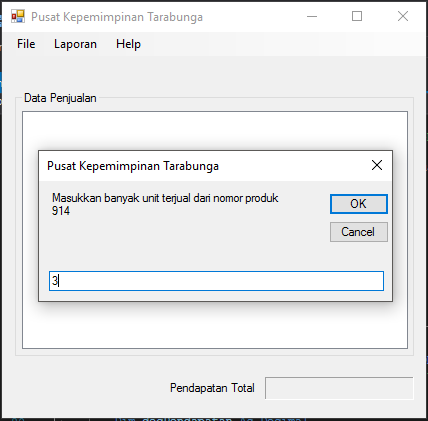 Pusat Kepemimpinan Tarabunga
File Laporan Help
Data Penjualan
Pusat Kepemimpinan Tarabunga
Masukkan banyak unit terjual dari nomor produk
914
OK
Cancel
3
Pendapatan Total